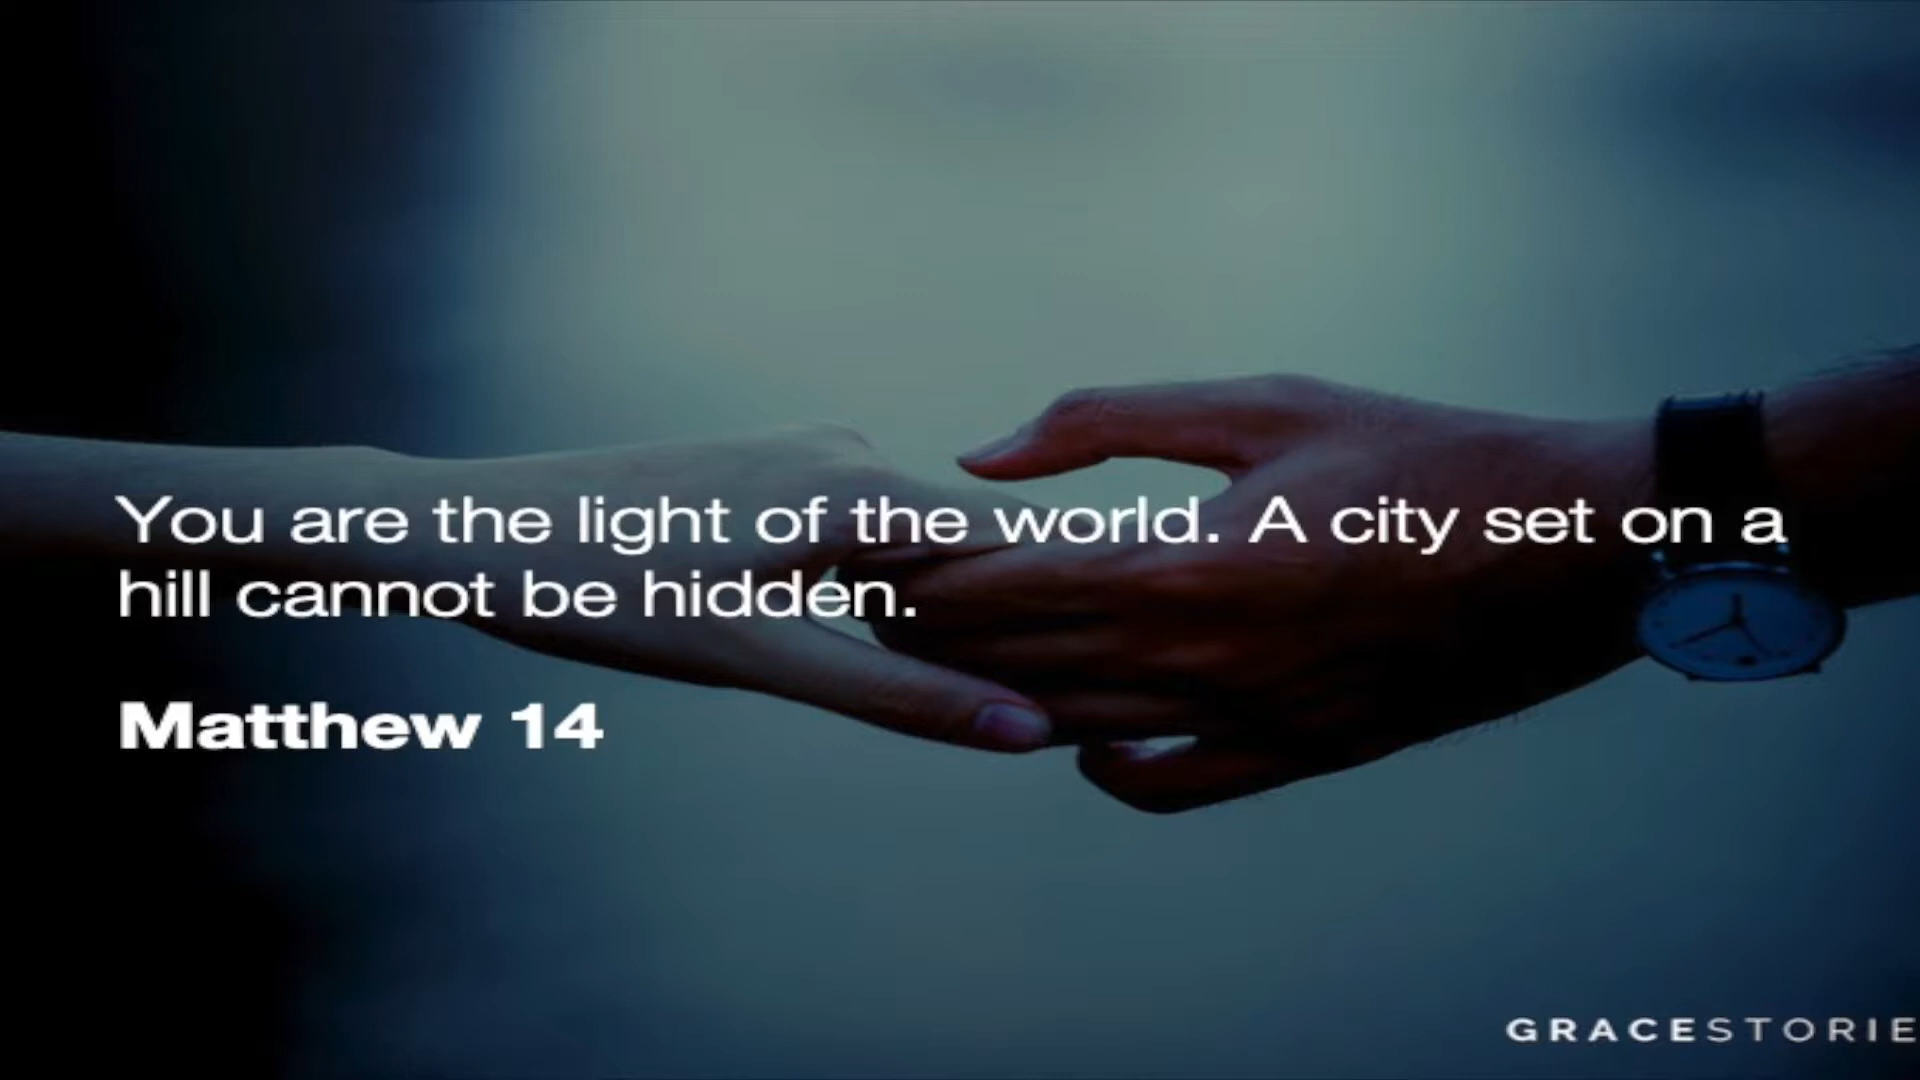 You are the light of the world. A city set on a
hill cannot be hidden.
Matthew 14
GRACESTORIE